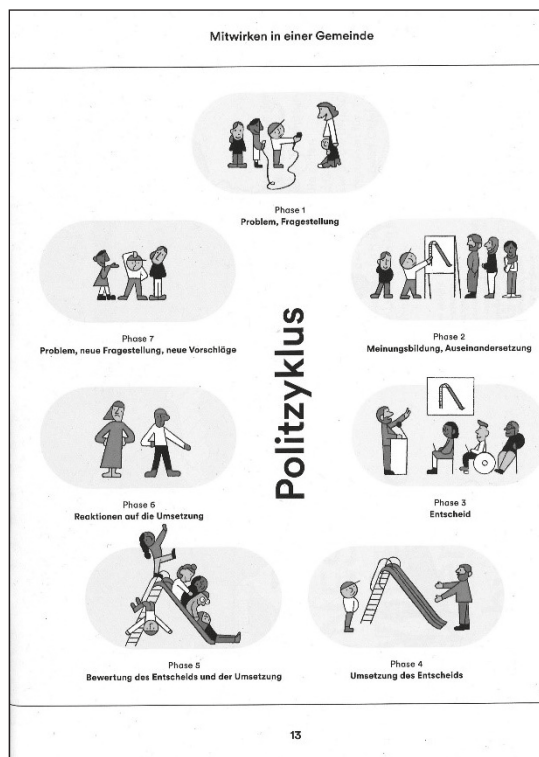 Mitwirken in einer Gemeinde
Phase 1
Problem, Fragestellung
Phase 2
Meinungsbildung, Auseinandersetzung
Phase 3
Entscheid
Phase 4
Umsetzung des Entscheids
Phase 5
Bewertung des Entscheids und der Umsetzung
Phase 6
Reaktionen auf die Umsetzung
Phase 7
Problem, neue Fragestellung, neue Vorschläge
Politzyklus
13